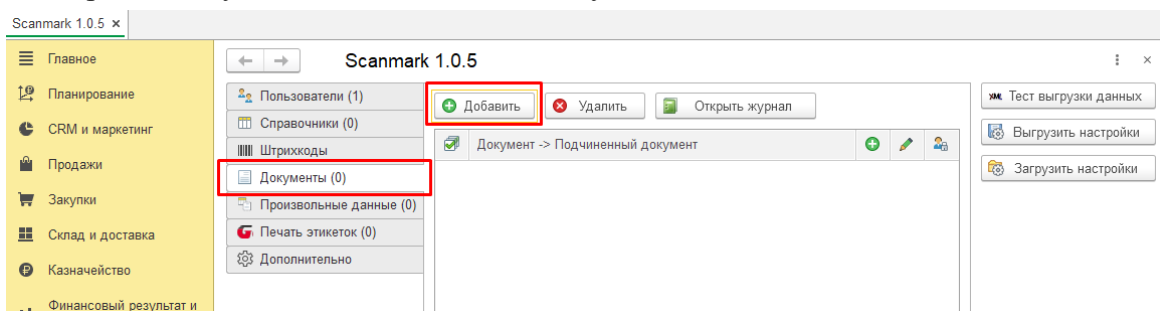 Scanmark 1.0.5 ×
Главное
Планирование
CRM и маркетинг
Продажи
Закупки
Склад и доставка
Казначейство
Финансовый результат и
Scanmark 1.0.5
Пользователи (1)
Справочники (0)
Штрихкоды
Документы (0)
Произвольные данные (0)
Печать этикеток (0)
Дополнительно
Добавить
Удалить
Открыть журнал
Документ -> Подчиненный документ
XML Тест выгрузки данных
Выгрузить настройки
Загрузить настройки